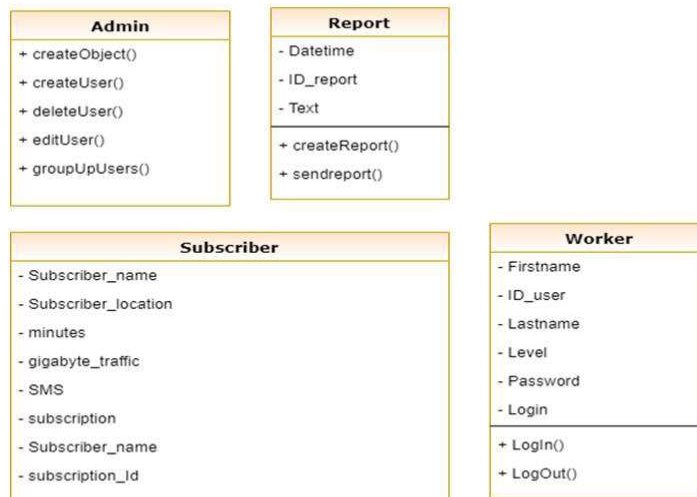 Admin
+ createObject()
+ createUser()
+ deleteUser()
+ editUser()
+ groupUpUsers()
Report
- Datetime
- ID_report
- Text
+ createReport()
+ sendreport()
Subscriber
- Subscriber_name
- Subscriber_location
- minutes
- gigabyte_traffic
- SMS
- subscription
- Subscriber_name
- subscription_Id
Worker
- Firstname
- ID_user
- Lastname
- Level
- Password
- Login
+ LogIn()
+ LogOut()